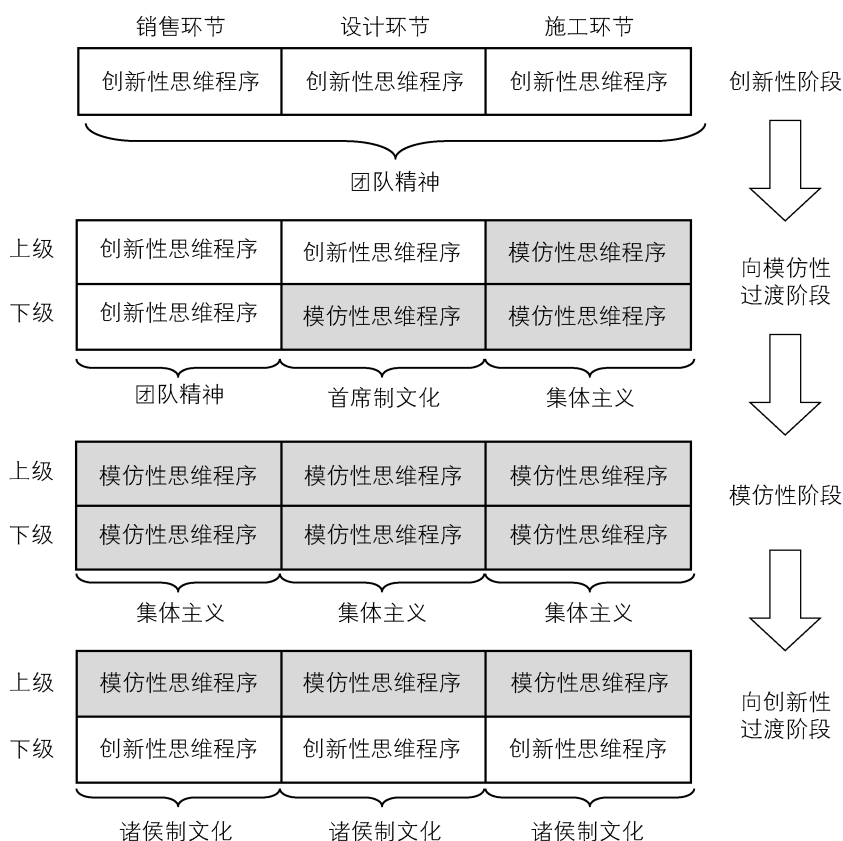 销售环节 设计环节 施工环节
创新性思维程序 创新性思维程序 创新性思维程序 创新性阶段
团队精神
上级 创新性思维程序 创新性思维程序 模仿性思维程序
向模仿性
过渡阶段
下级 创新性思维程序 模仿性思维程序 模仿性思维程序
团队精神 首席制文化 集体主义
上级 模仿性思维程序 模仿性思维程序 模仿性思维程序
模仿性阶段
下级 模仿性思维程序 模仿性思维程序 模仿性思维程序
集体主义 集体主义 集体主义
上级 模仿性思维程序 模仿性思维程序 模仿性思维程序
向创新性
过渡阶段
下级 创新性思维程序 创新性思维程序 创新性思维程序
诸侯制文化 诸侯制文化 诸侯制文化